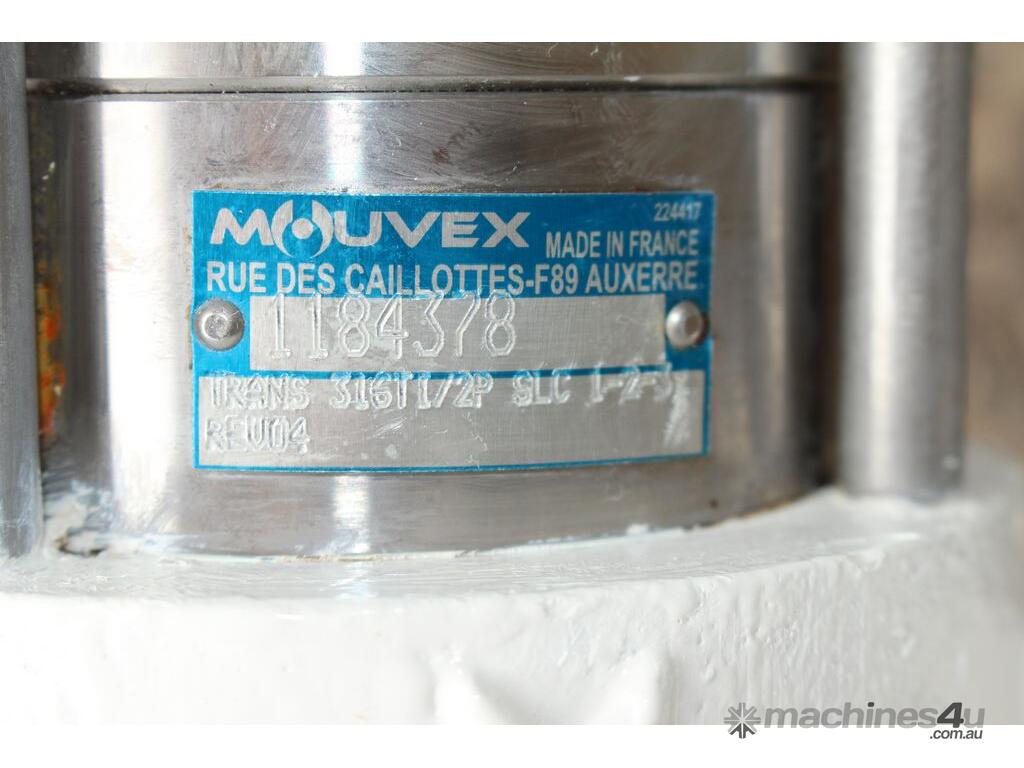 MOUVEX 224417
MADE IN FRANCE
RUE DES CAILLOTTES-F89 AUXERRE
1184378
TRANS 316T1/2P SLC 1-2-3
REV04
machines4u
.com.au